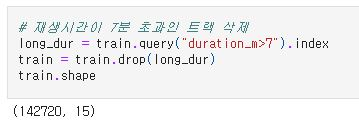 # 재생시간이 7분 초과인 트랙 삭제
long_dur = train.query("duration_m>7").index
train = train.drop(long_dur)
train.shape
(142720, 15)